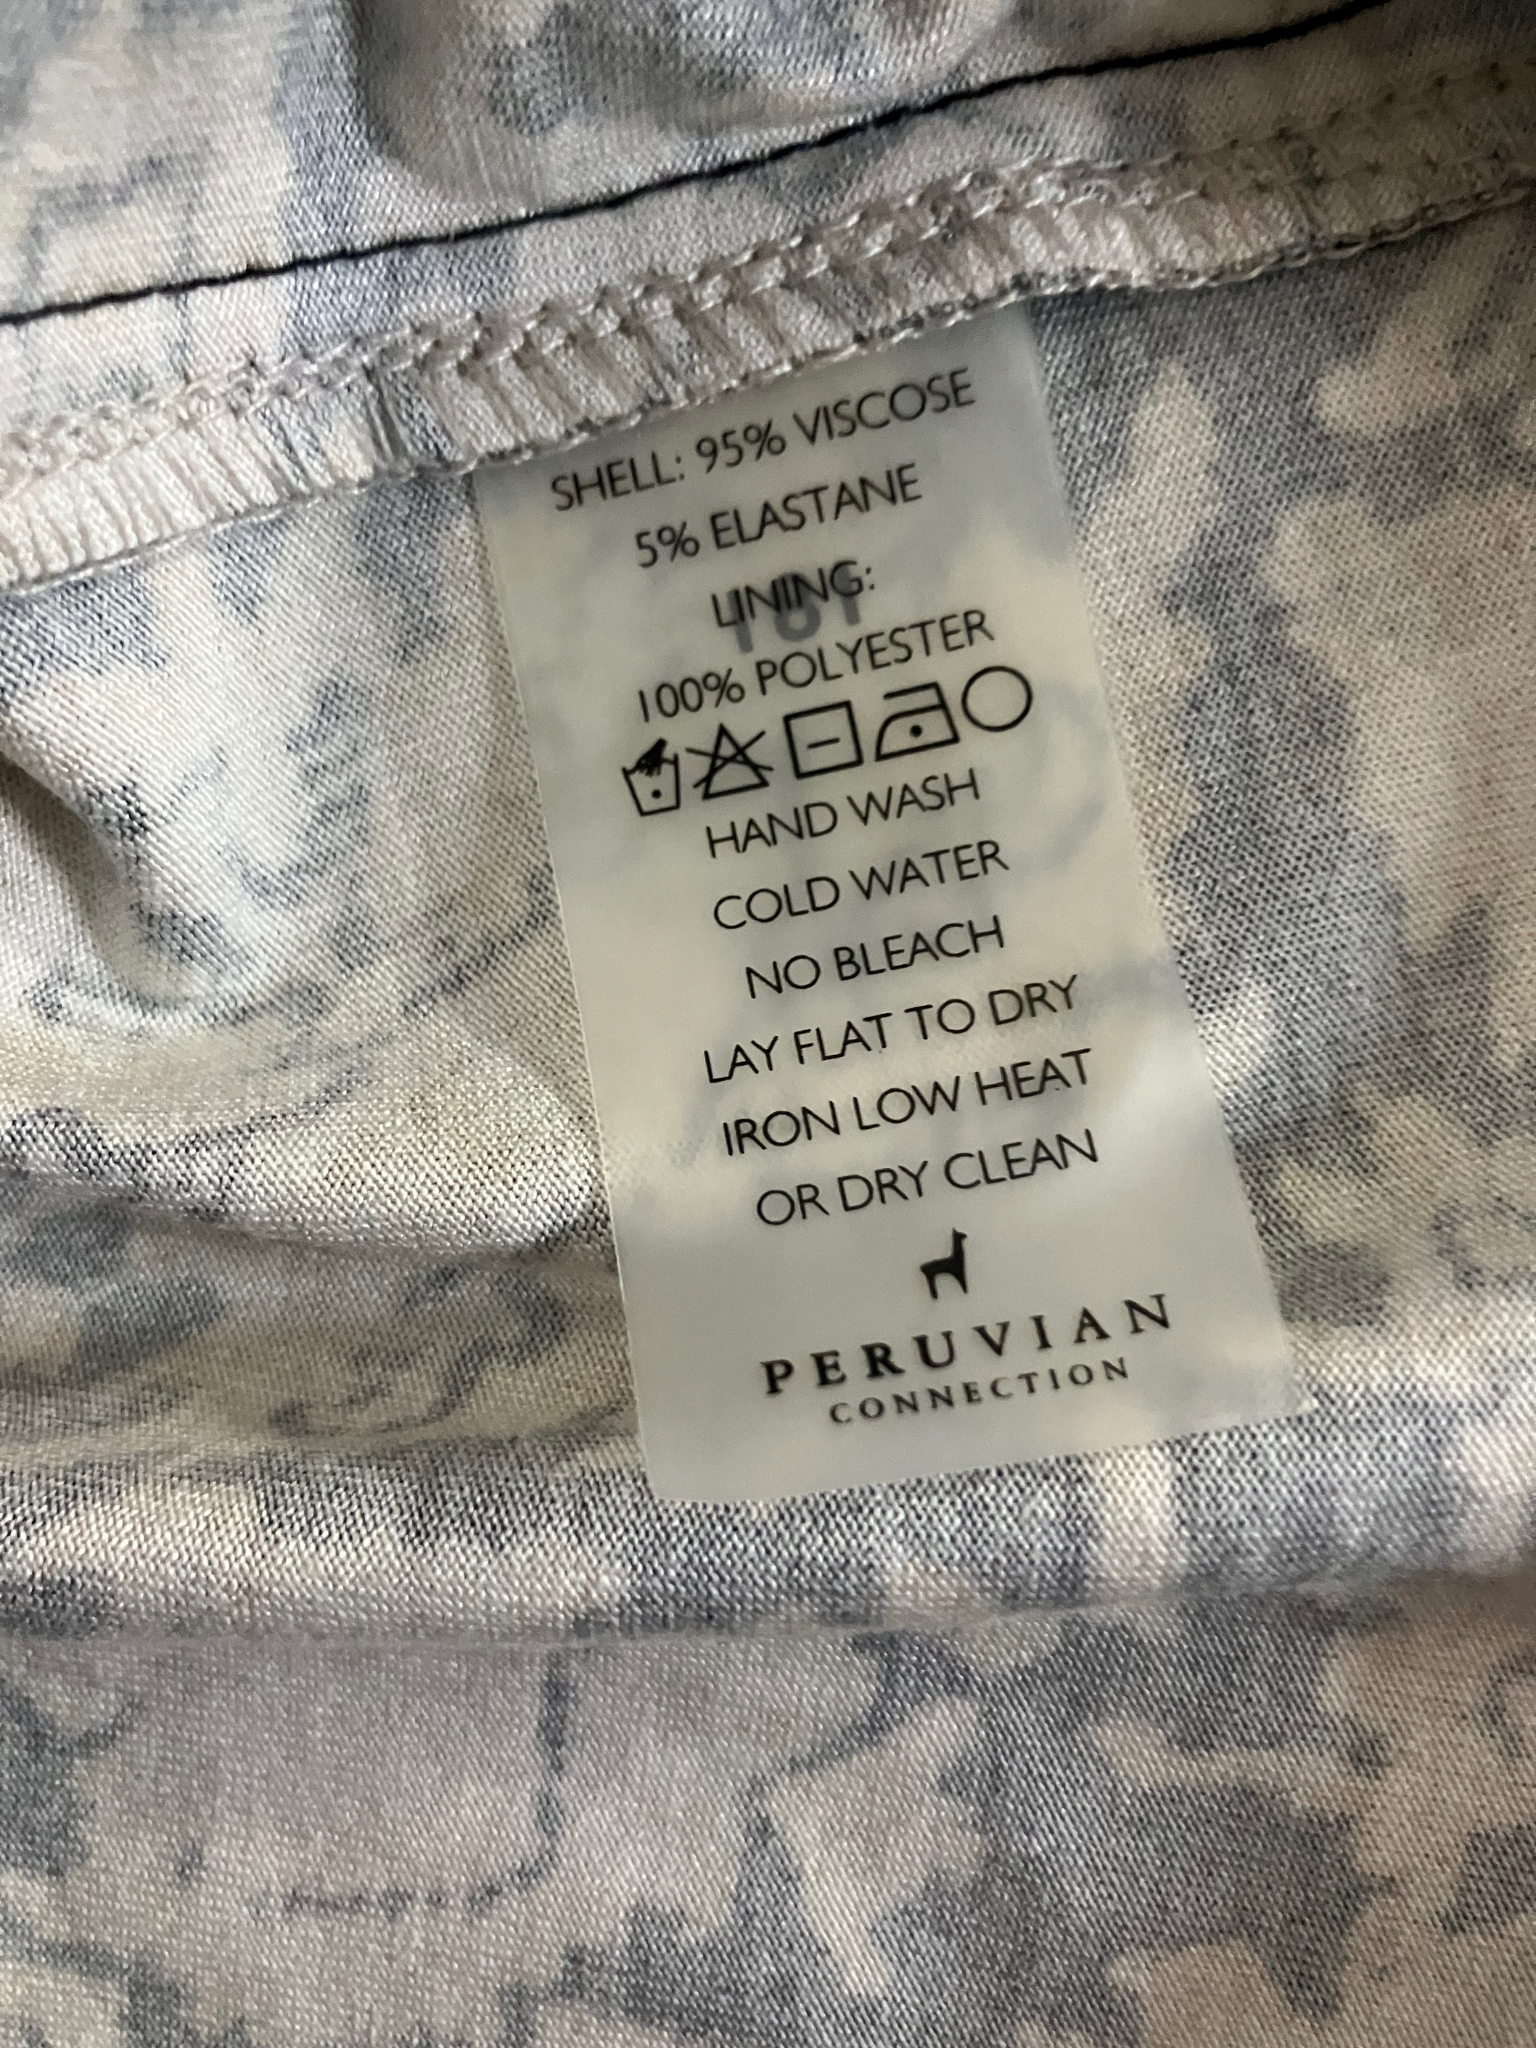 SHELL: 95% VISCOSE
5% ELASTANE
LINING:
100% POLYESTER
HAND WASH
COLD WATER
NO BLEACH
LAY FLAT TO DRY
IRON LOW HEAT
OR DRY CLEAN
PERUVIAN
CONNECTION